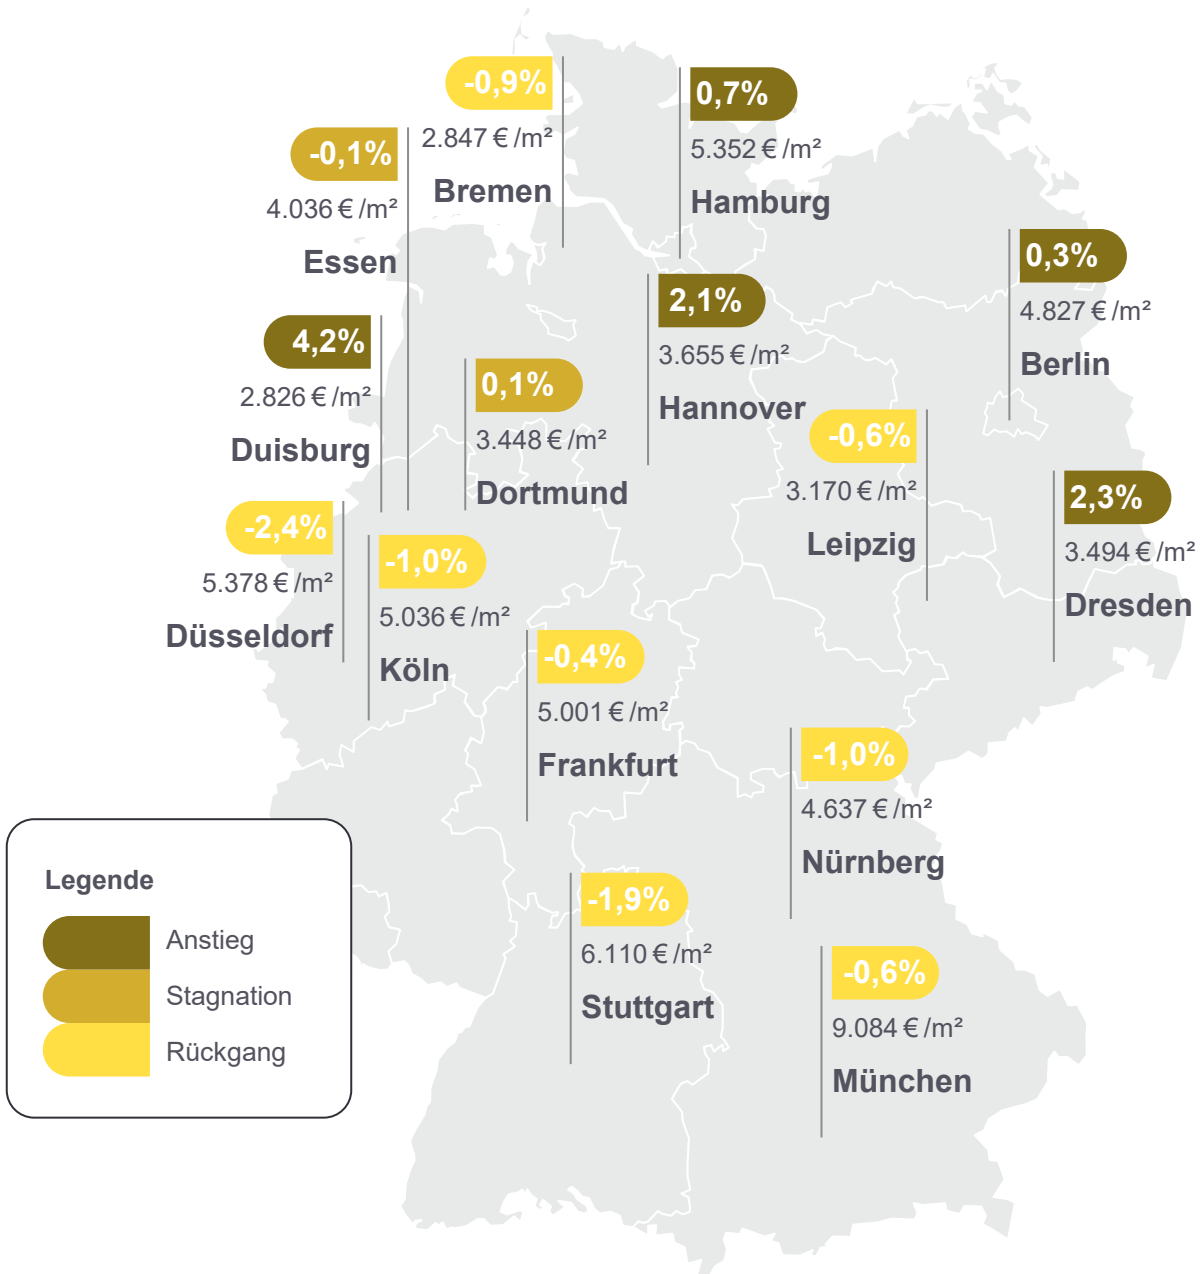 -0,9%
2.847 € /m²
Bremen
0,7%
5.352 € /m²
Hamburg
-0,1%
4.036 € /m²
Essen
0,3%
4.827 € /m²
Berlin
2,1%
3.655 € /m²
Hannover
4,2%
2.826 € /m²
Duisburg
0,1%
3.448 € /m²
Dortmund
-0,6%
3.170 € /m²
Leipzig
2,3%
3.494 € /m²
Dresden
-2,4%
5.378 € /m²
Düsseldorf
-1,0%
5.036 € /m²
Köln
-0,4%
5.001 € /m²
Frankfurt
-1,0%
4.637 € /m²
Nürnberg
-1,9%
6.110 € /m²
Stuttgart
-0,6%
9.084 € /m²
München
Legende
Anstieg
Stagnation
Rückgang